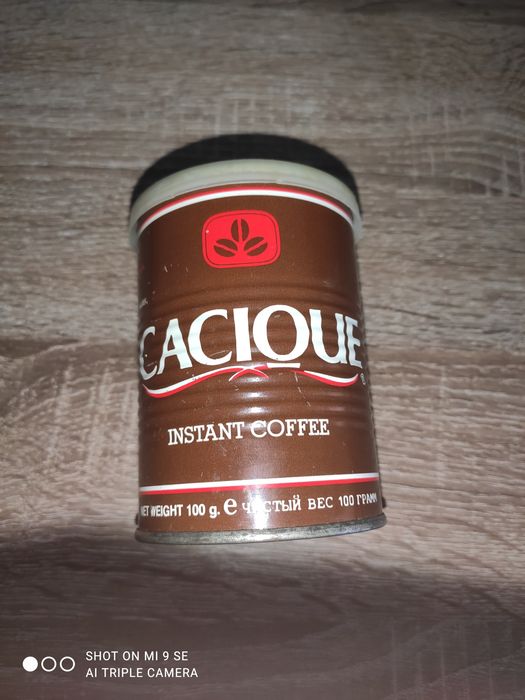 CACIQUE
®
INSTANT COFFEE
NET WEIGHT 100 g. e ЧИСТЫЙ ВЕС 100 ГРАММ
SHOT ON MI 9 SE
AI TRIPLE CAMERA